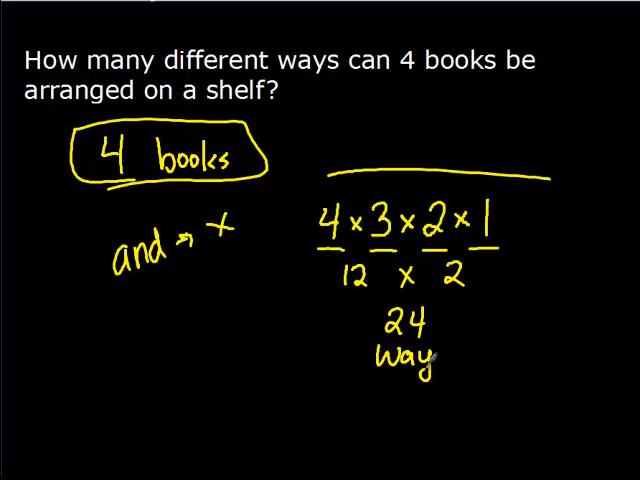 How many different ways can 4 books be
arranged on a shelf?
4 books
and → ×
4 × 3 × 2 × 1
12 × 2
24
way